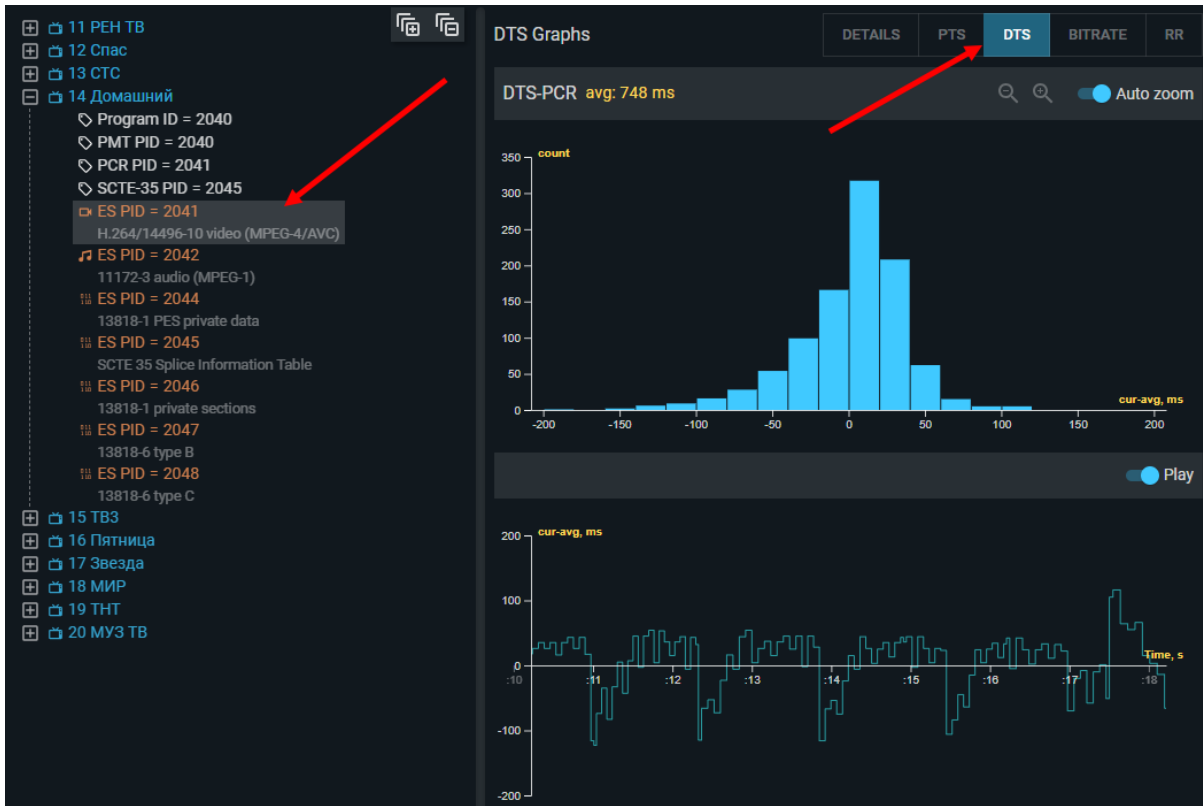 11 РЕН ТВ
12 Спас
13 СТС
14 Домашний
Program ID = 2040
PMT PID = 2040
PCR PID = 2041
SCTE-35 PID = 2045
ES PID = 2041
H.264/14496-10 video (MPEG-4/AVC)
ES PID = 2042
11172-3 audio (MPEG-1)
ES PID = 2044
13818-1 PES private data
ES PID = 2045
SCTE 35 Splice Information Table
ES PID = 2046
13818-1 private sections
ES PID = 2047
13818-6 type B
ES PID = 2048
13818-6 type C
15 ТВ3
16 Пятница
17 Звезда
18 МИР
19 ТНТ
20 МУЗ ТВ
DTS Graphs
DETAILS PTS DTS BITRATE RR
DTS-PCR avg: 748 ms
Auto zoom
count
350
300
250
200
150
100
50
0
cur-avg, ms
-200 -150 -100 -50 0 50 100 150 200
Play
cur-avg, ms
200
100
0
Time, s
:10 :11 :12 :13 :14 :15 :16 :17 :18
-100
-200